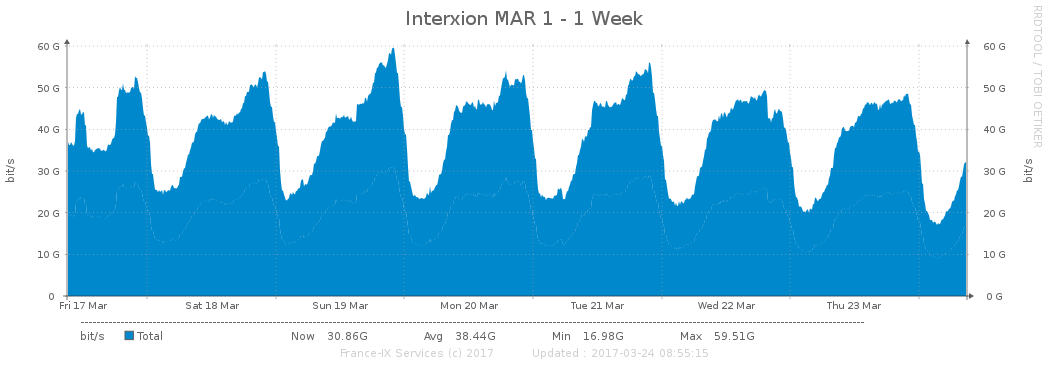 Interxion MAR 1 - 1 Week
RRDTOOL / TOBI OETIKER
60 G 60 G
50 G 50 G
40 G 40 G
30 G 30 G
20 G 20 G
10 G 10 G
0 0 G
bit/s
bit/s
Fri 17 Mar Sat 18 Mar Sun 19 Mar Mon 20 Mar Tue 21 Mar Wed 22 Mar Thu 23 Mar
bit/s Total Now 30.86G Avg 38.44G Min 16.98G Max 59.51G
France-IX Services (c) 2017 Updated : 2017-03-24 08:55:15